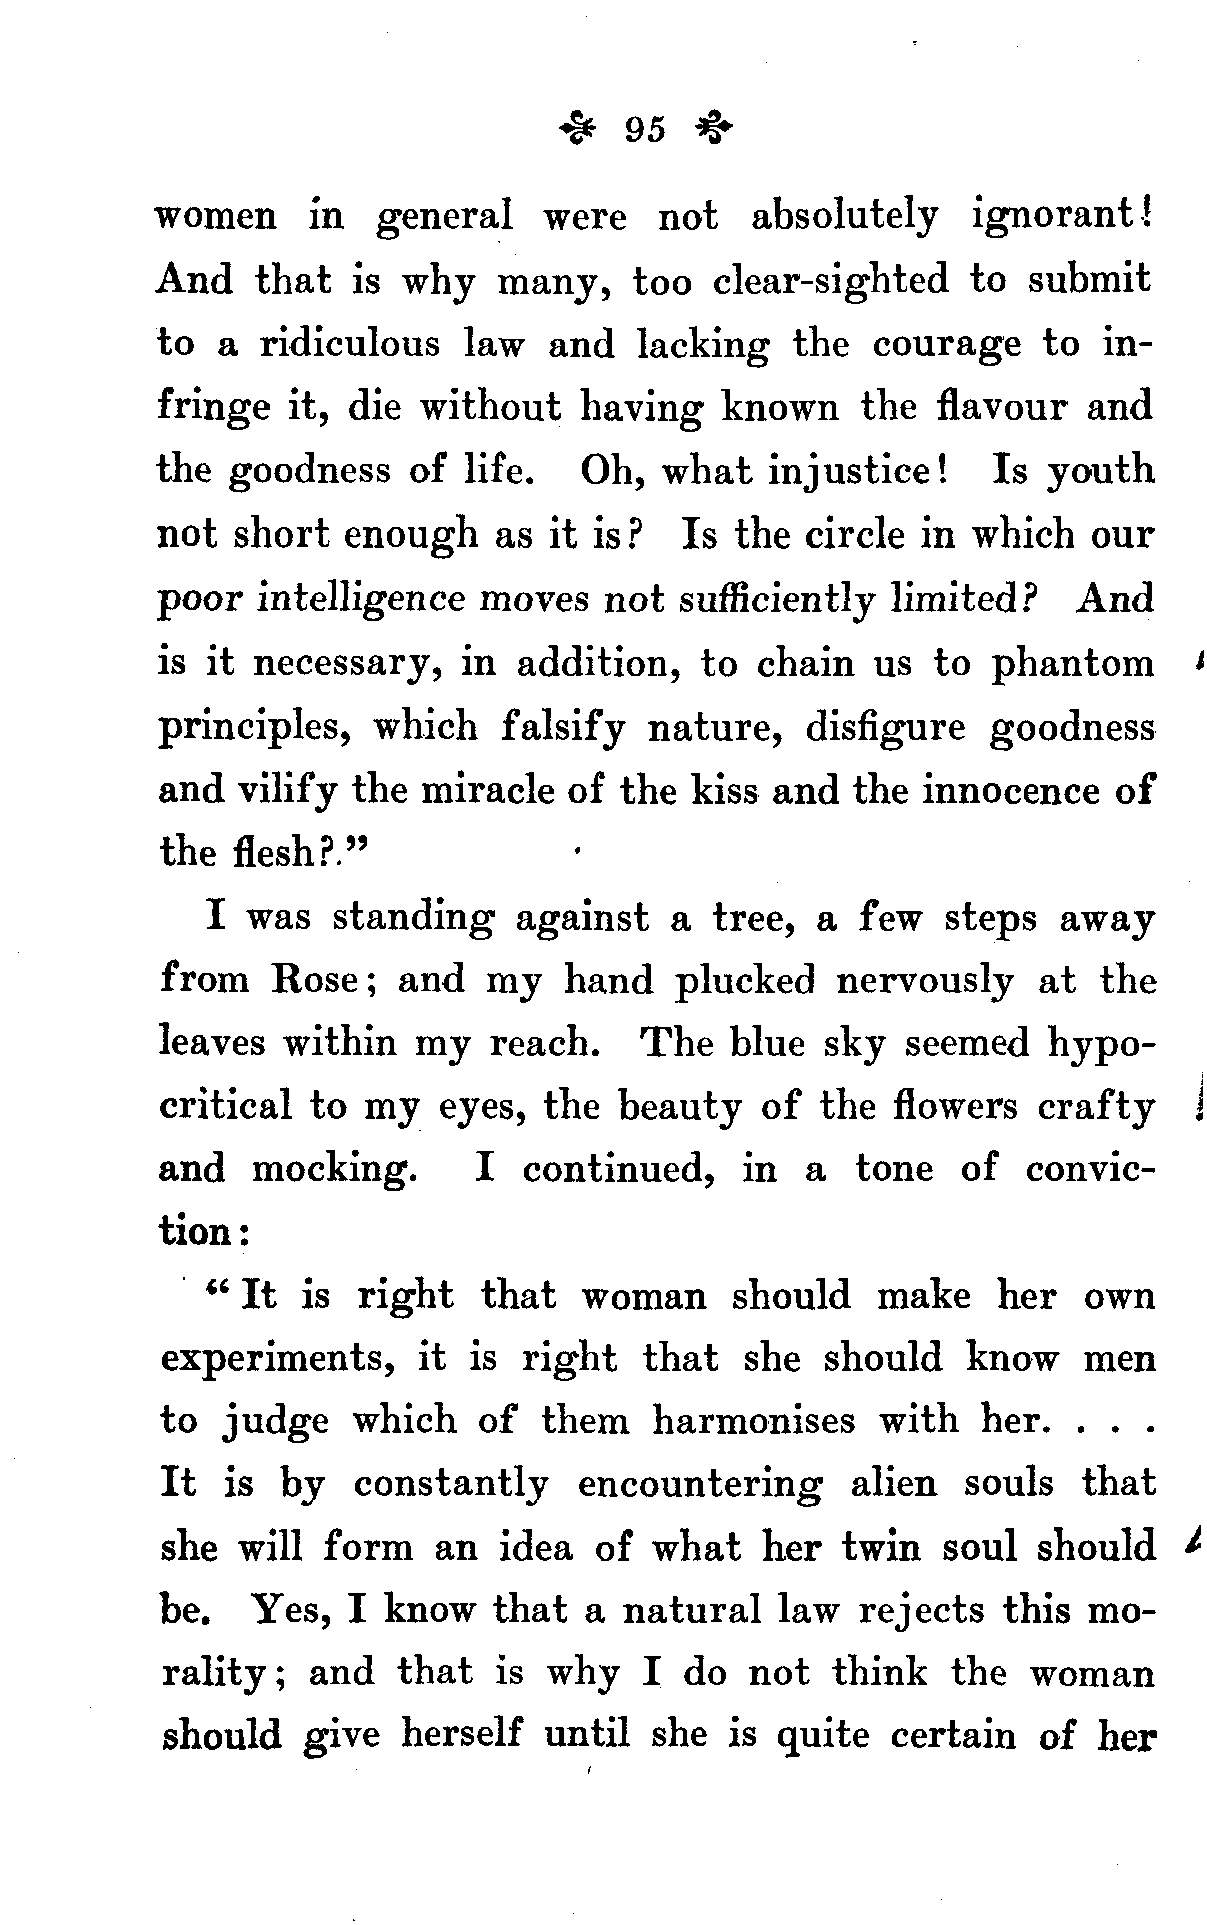 95
women in general were not absolutely ignorant!
And that is why many, too clear-sighted to submit
to a ridiculous law and lacking the courage to in-
fringe it, die without having known the flavour and
the goodness of life. Oh, what injustice! Is youth
not short enough as it is? Is the circle in which our
poor intelligence moves not sufficiently limited? And
is it necessary, in addition, to chain us to phantom
principles, which falsify nature, disfigure goodness
and vilify the miracle of the kiss and the innocence of
the flesh?."
I was standing against a tree, a few steps away
from Rose; and my hand plucked nervously at the
leaves within my reach. The blue sky seemed hypo-
critical to my eyes, the beauty of the flowers crafty
and mocking. I continued, in a tone of convic-
tion:
"It is right that woman should make her own
experiments, it is right that she should know men
to judge which of them harmonises with her. . . .
It is by constantly encountering alien souls that
she will form an idea of what her twin soul should
be. Yes, I know that a natural law rejects this mo-
rality; and that is why I do not think the woman
should give herself until she is quite certain of her